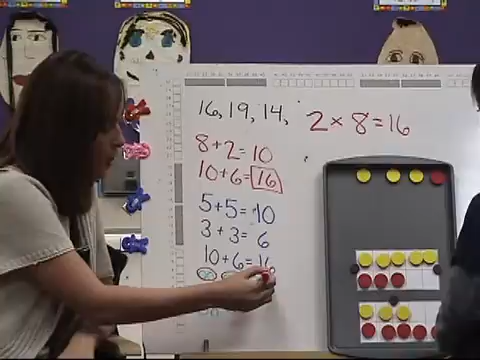 16, 19, 14,
2 × 8 = 16
8 + 2 = 10
10 + 6 = 16
5 + 5 = 10
3 + 3 = 6
10 + 6 = 16